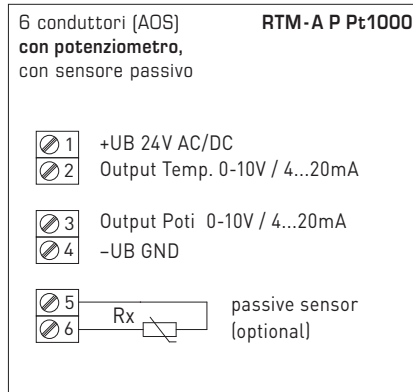 6 conduttori (AOS) RTM-A P Pt1000
con potenziometro,
con sensore passivo
1 +UB 24V AC/DC
2 Output Temp. 0-10V / 4...20mA
3 Output Poti 0-10V / 4...20mA
4 –UB GND
5 passive sensor
Rx
6 (optional)